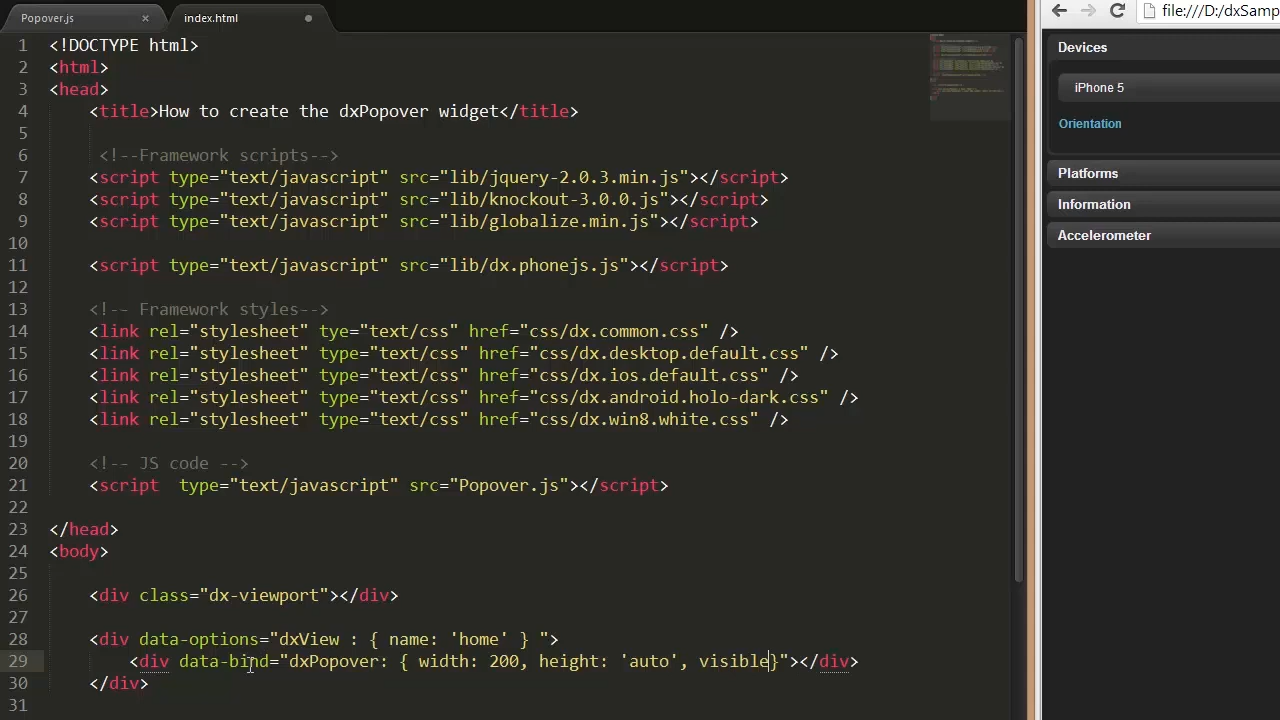 Popover.js × index.html
1 <!DOCTYPE html>
2 <html>
3 <head>
4 <title>How to create the dxPopover widget</title>
5
6 <!--Framework scripts-->
7 <script type="text/javascript" src="lib/jquery-2.0.3.min.js"></script>
8 <script type="text/javascript" src="lib/knockout-3.0.0.js"></script>
9 <script type="text/javascript" src="lib/globalize.min.js"></script>
10
11 <script type="text/javascript" src="lib/dx.phonejs.js"></script>
12
13 <!-- Framework styles-->
14 <link rel="stylesheet" tye="text/css" href="css/dx.common.css" />
15 <link rel="stylesheet" type="text/css" href="css/dx.desktop.default.css" />
16 <link rel="stylesheet" type="text/css" href="css/dx.ios.default.css" />
17 <link rel="stylesheet" type="text/css" href="css/dx.android.holo-dark.css" />
18 <link rel="stylesheet" type="text/css" href="css/dx.win8.white.css" />
19
20 <!-- JS code -->
21 <script  type="text/javascript" src="Popover.js"></script>
22
23 </head>
24 <body>
25
26 <div class="dx-viewport"></div>
27
28 <div data-options="dxView : { name: 'home' } ">
29 <div data-bind="dxPopover: { width: 200, height: 'auto', visible}"></div>
30 </div>
31
file:///D:/dxSamp
Devices
iPhone 5
Orientation
Platforms
Information
Accelerometer